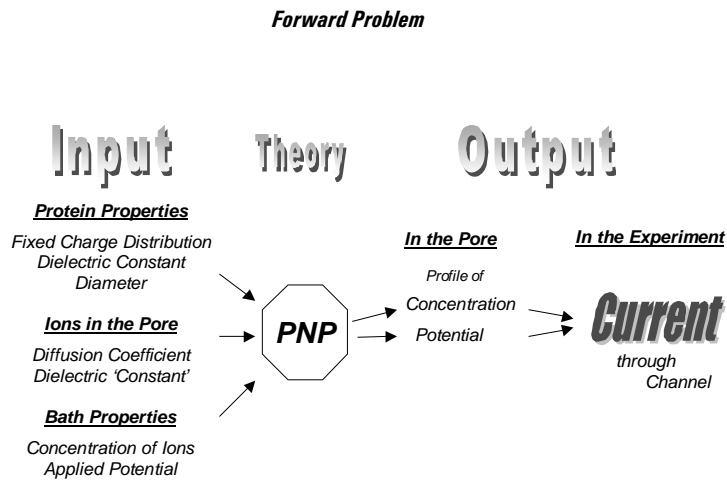 Forward Problem
Input
Theory
Output
Protein Properties
Fixed Charge Distribution
Dielectric Constant
Diameter
Ions in the Pore
Diffusion Coefficient
Dielectric ‘Constant’
Bath Properties
Concentration of Ions
Applied Potential
PNP
In the Pore
Profile of
Concentration
Potential
In the Experiment
Current
through
Channel